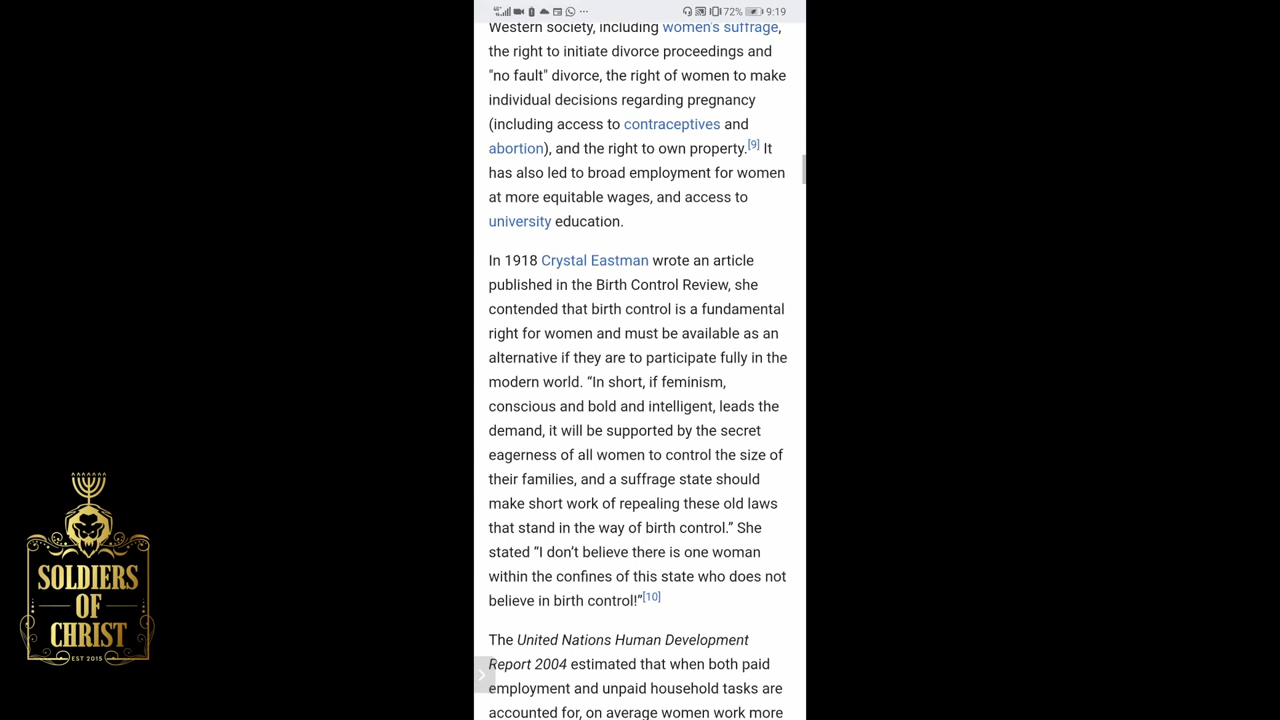 72% 9:19
Western society, including women's suffrage,
the right to initiate divorce proceedings and
"no fault" divorce, the right of women to make
individual decisions regarding pregnancy
(including access to contraceptives and
abortion), and the right to own property.[9] It
has also led to broad employment for women
at more equitable wages, and access to
university education.
In 1918 Crystal Eastman wrote an article
published in the Birth Control Review, she
contended that birth control is a fundamental
right for women and must be available as an
alternative if they are to participate fully in the
modern world. “In short, if feminism,
conscious and bold and intelligent, leads the
demand, it will be supported by the secret
eagerness of all women to control the size of
their families, and a suffrage state should
make short work of repealing these old laws
that stand in the way of birth control.” She
stated “I don’t believe there is one woman
within the confines of this state who does not
believe in birth control!”[10]
The United Nations Human Development
Report 2004 estimated that when both paid
employment and unpaid household tasks are
accounted for, on average women work more
SOLDIERS
OF
CHRIST
EST 2015